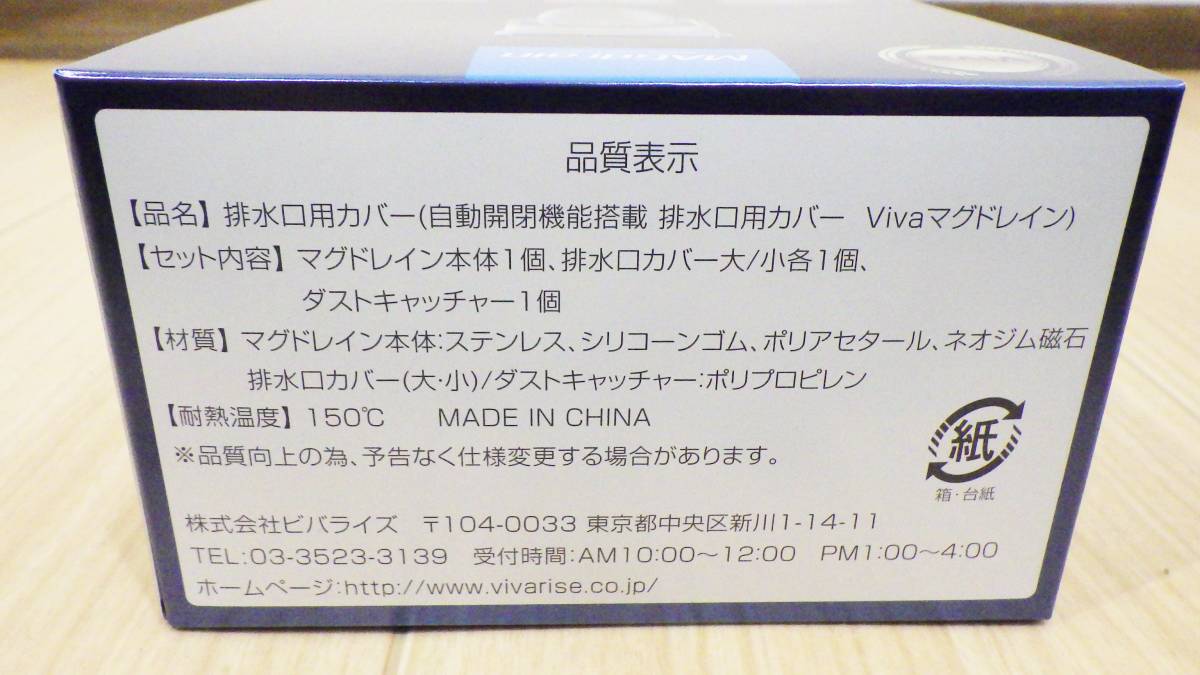 品質表示
【品名】排水口用カバー(自動開閉機能搭載 排水口用カバー Vivaマグドレイン)
【セット内容】マグドレイン本体1個、排水口カバー大/小各1個、
ダストキャッチャー1個
【材質】マグドレイン本体:ステンレス、シリコーンゴム、ポリアセタール、ネオジム磁石
排水口カバー(大・小)/ダストキャッチャー:ポリプロピレン
【耐熱温度】150℃ MADE IN CHINA
※品質向上の為、予告なく仕様変更する場合があります。
紙
箱・台紙
株式会社ビバライズ 〒104-0033 東京都中央区新川1-14-11
TEL:03-3523-3139 受付時間:AM10:00〜12:00 PM1:00〜4:00
ホームページ:http://www.vivarise.co.jp/